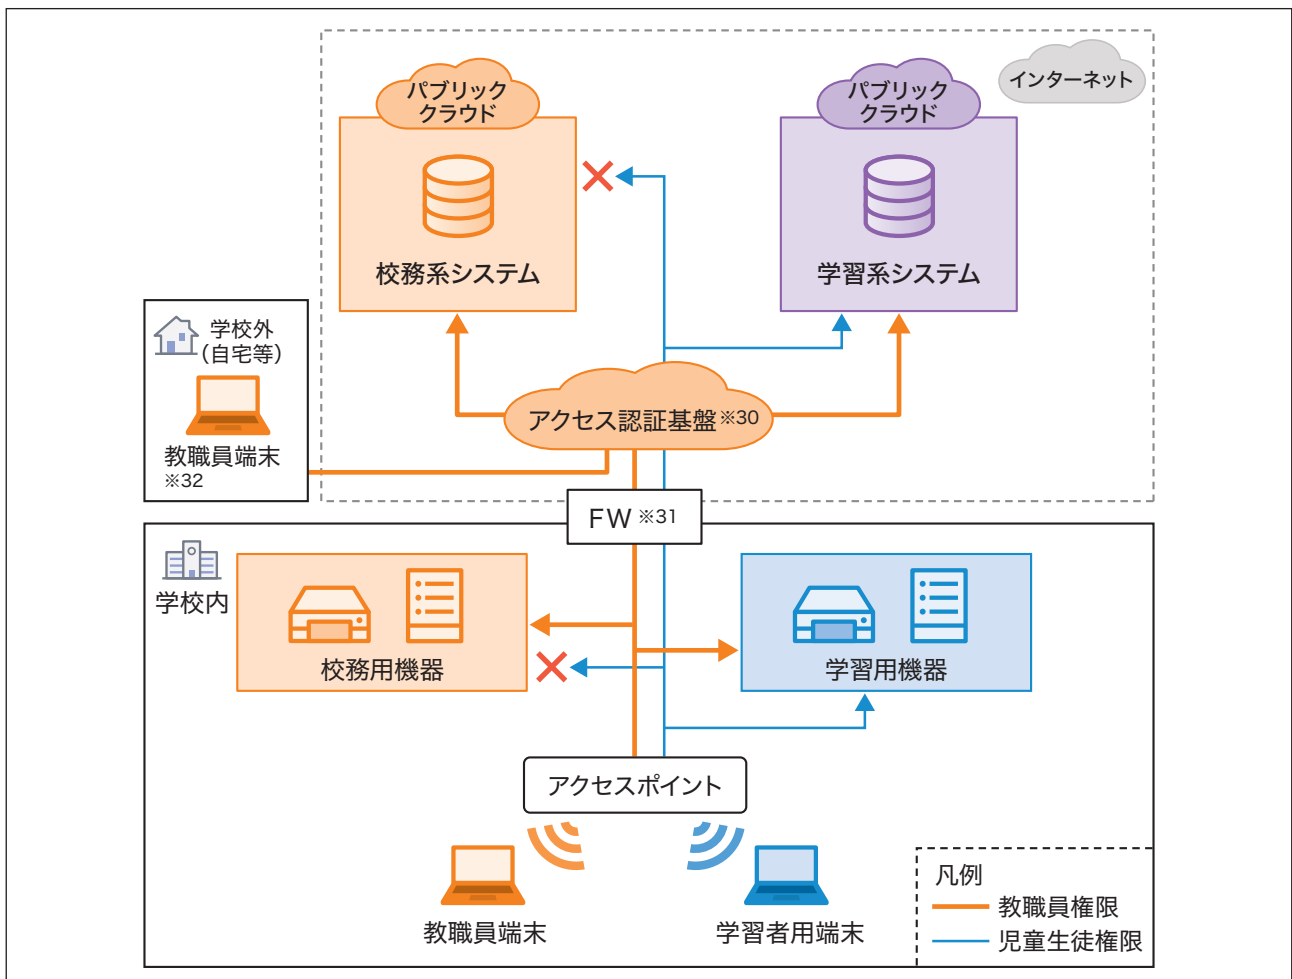 パブリック
クラウド
パブリック
クラウド
インターネット
校務系システム
学習系システム
学校外
(自宅等)
教職員端末
※32
アクセス認証基盤※30
FW※31
学校内
校務用機器
学習用機器
アクセスポイント
教職員端末
学習者用端末
凡例
教職員権限
児童生徒権限